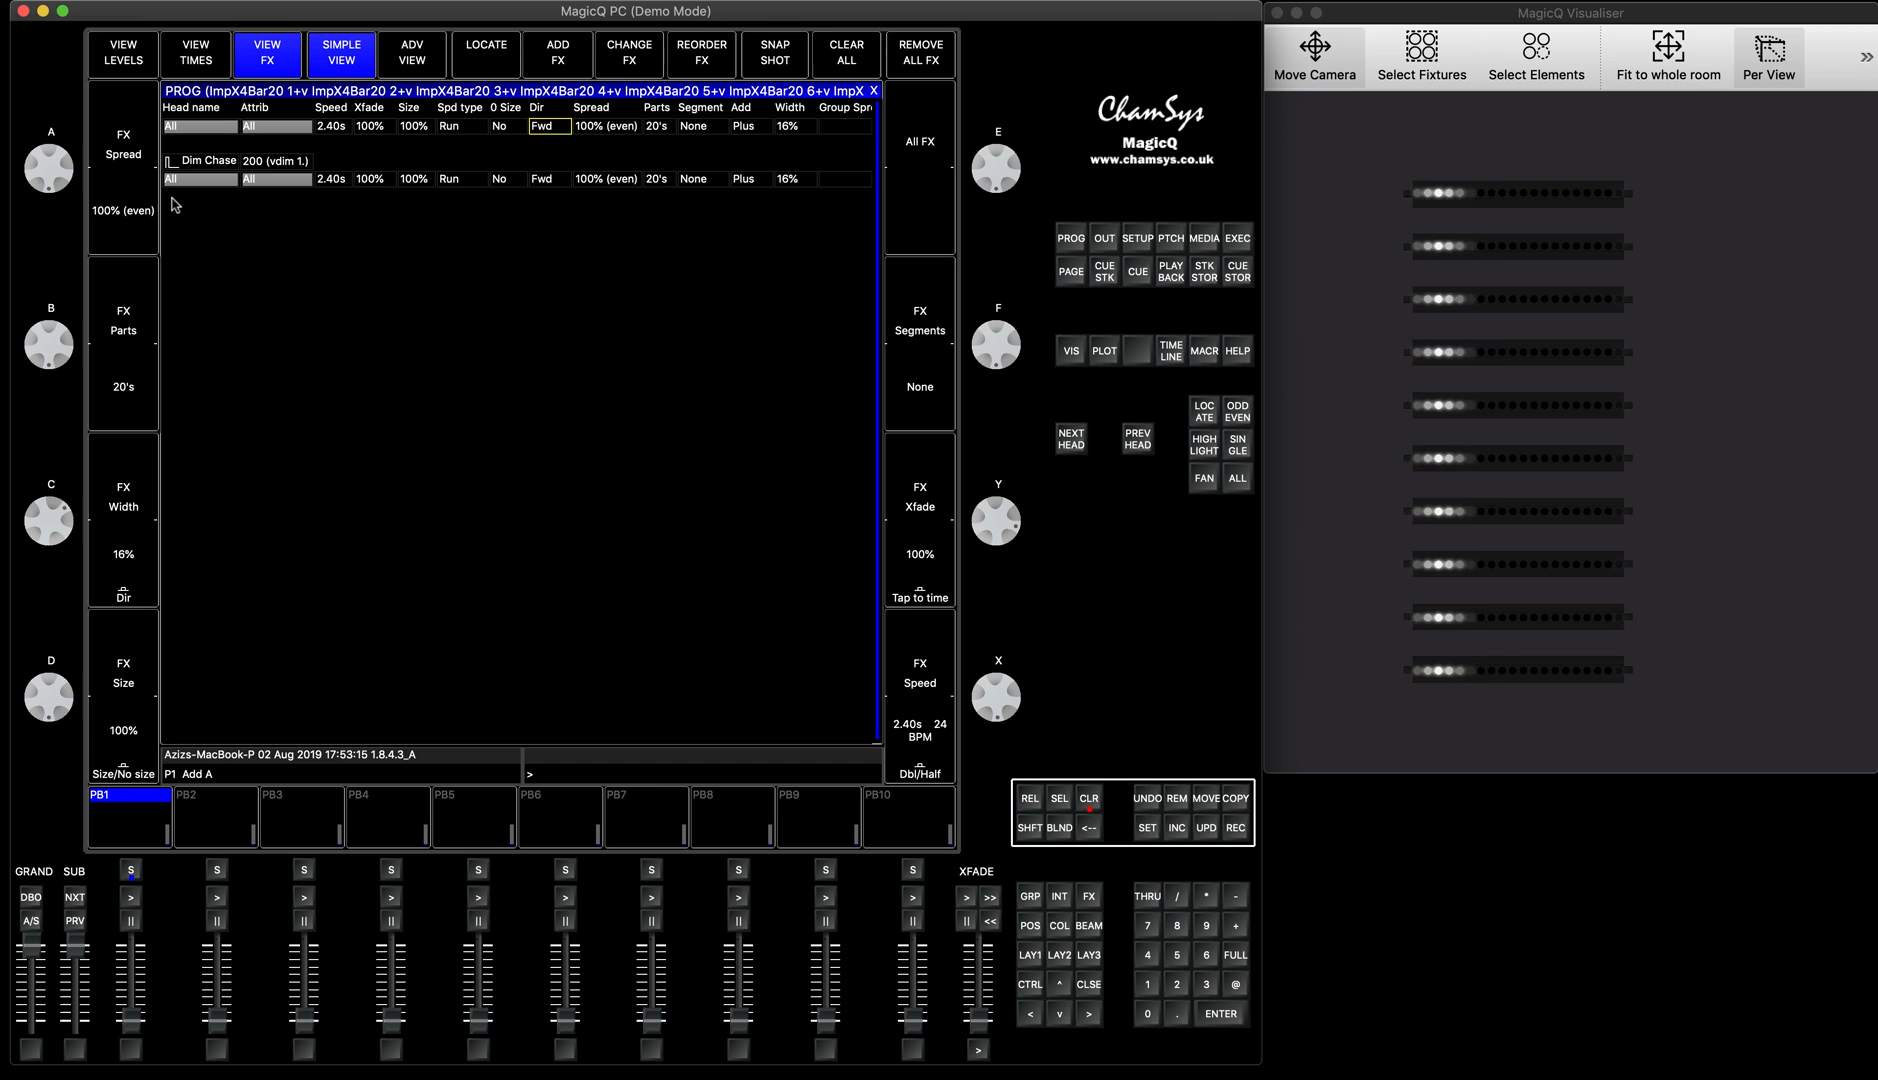 MagicQ PC (Demo Mode)
MagicQ Visualiser
VIEW LEVELS
VIEW TIMES
VIEW FX
SIMPLE VIEW
ADV VIEW
LOCATE
ADD FX
CHANGE FX
REORDER FX
SNAP SHOT
CLEAR ALL
REMOVE ALL FX
Move Camera
Select Fixtures
Select Elements
Fit to whole room
Per View
»
PROG (ImpX4Bar20 1+v ImpX4Bar20 2+v ImpX4Bar20 3+v ImpX4Bar20 4+v ImpX4Bar20 5+v ImpX4Bar20 6+v ImpX X
Head name Attrib Speed Xfade Size Spd type 0 Size Dir Spread Parts Segment Add Width Group Spr
All All 2.40s 100% 100% Run No Fwd 100% (even) 20's None Plus 16%
Dim Chase 200 (vdim 1.)
All All 2.40s 100% 100% Run No Fwd 100% (even) 20's None Plus 16%
A
FX Spread
100% (even)
B
FX Parts
20's
C
FX Width
16%
Dir
D
FX Size
100%
Size/No size
All FX
E
FX Segments
None
F
FX Xfade
100%
Tap to time
Y
FX Speed
2.40s 24 BPM
Dbl/Half
X
ChamSys
MagicQ
www.chamsys.co.uk
PROG OUT SETUP PTCH MEDIA EXEC
PAGE CUE STK CUE PLAY BACK STK STOR CUE STOR
VIS PLOT TIME LINE MACR HELP
NEXT HEAD PREV HEAD
LOC ATE ODD EVEN
HIGH LIGHT SIN GLE
FAN ALL
Azizs-MacBook-P 02 Aug 2019 17:53:15 1.8.4.3_A
P1 Add A
>
PB1 PB2 PB3 PB4 PB5 PB6 PB7 PB8 PB9 PB10
REL SEL CLR UNDO REM MOVE COPY
SHFT BLND <-- SET INC UPD REC
GRAND SUB S S S S S S S S S S XFADE
DBO NXT > > > > > > > > > > > >>
A/S PRV || || || || || || || || || || || <<
>
GRP INT FX THRU / * -
POS COL BEAM 7 8 9 +
LAY1 LAY2 LAY3 4 5 6 FULL
CTRL ^ CLSE 1 2 3 @
< v > 0 . ENTER